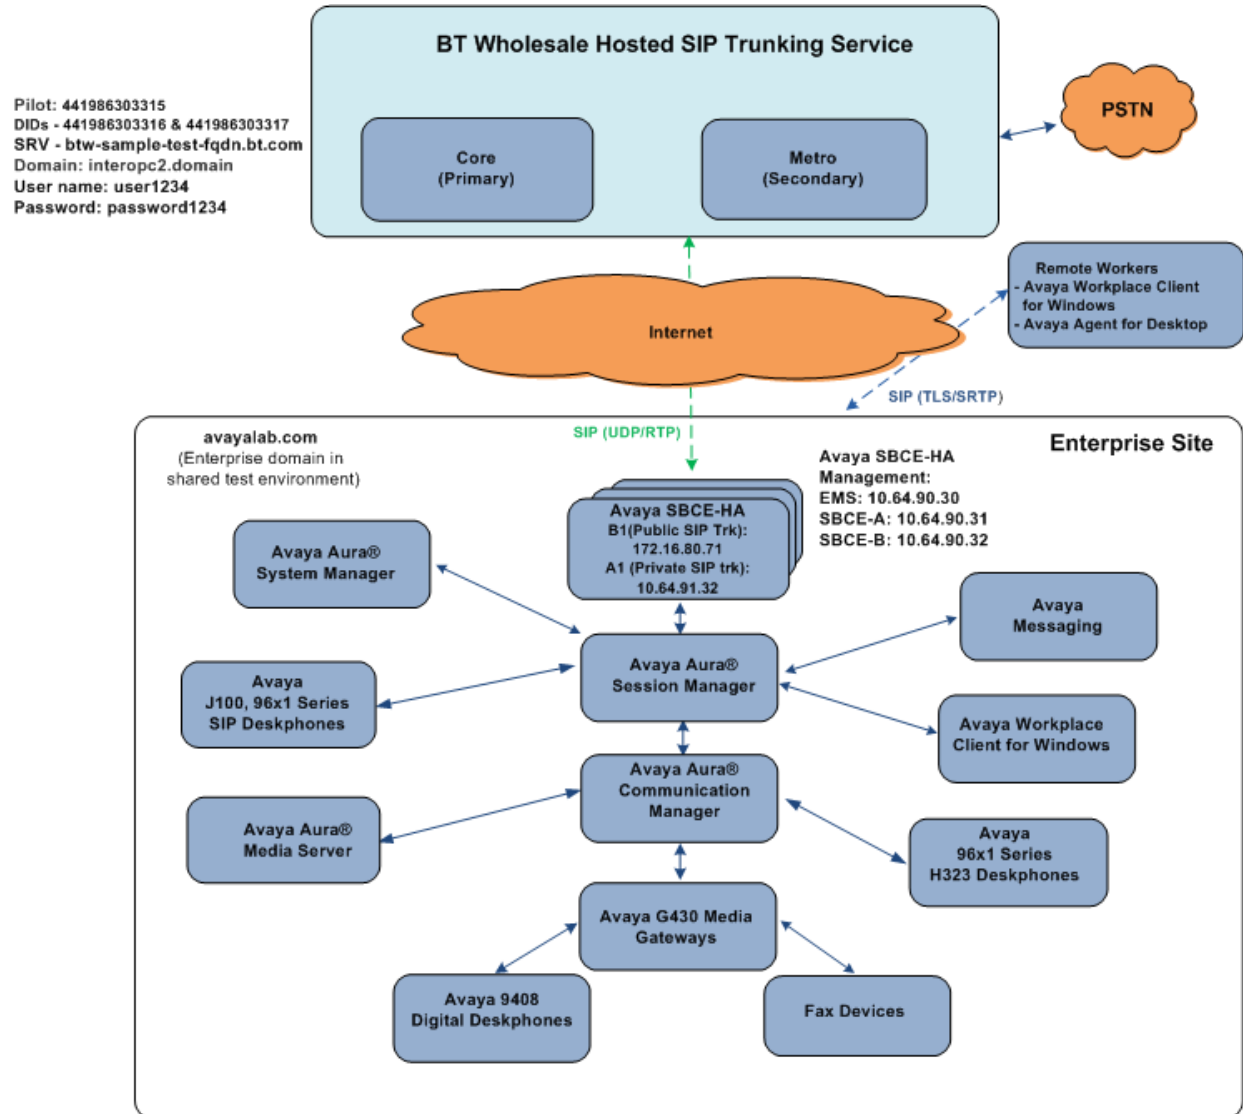 BT Wholesale Hosted SIP Trunking Service
Pilot: 441986303315
DIDs - 441986303316 & 441986303317
SRV - btw-sample-test-fqdn.bt.com
Domain: interopc2.domain
User name: user1234
Password: password1234
Core
(Primary)
Metro
(Secondary)
PSTN
Remote Workers
- Avaya Workplace Client
for Windows
- Avaya Agent for Desktop
Internet
SIP (TLS/SRTP)
SIP (UDP/RTP)
avayalab.com
(Enterprise domain in
shared test environment)
Enterprise Site
Avaya SBCE-HA
Management:
EMS: 10.64.90.30
SBCE-A: 10.64.90.31
SBCE-B: 10.64.90.32
Avaya SBCE-HA
B1(Public SIP Trk):
172.16.80.71
A1 (Private SIP trk):
10.64.91.32
Avaya Aura®
System Manager
Avaya
Messaging
Avaya Aura®
Session Manager
Avaya
J100, 96x1 Series
SIP Deskphones
Avaya Workplace
Client for Windows
Avaya Aura®
Communication
Manager
Avaya Aura®
Media Server
Avaya
96x1 Series
H323 Deskphones
Avaya G430 Media
Gateways
Avaya 9408
Digital Deskphones
Fax Devices